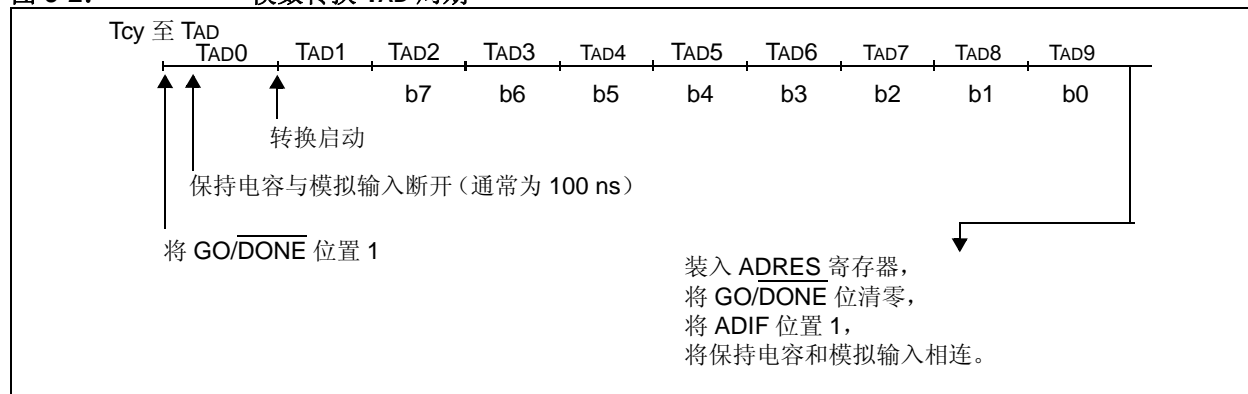 Tcy 至 TAD
TAD0 TAD1 TAD2 TAD3 TAD4 TAD5 TAD6 TAD7 TAD8 TAD9
b7 b6 b5 b4 b3 b2 b1 b0
转换启动
保持电容与模拟输入断开（通常为 100 ns）
将 GO/DONE 位置 1
装入 ADRES 寄存器，
将 GO/DONE 位清零，
将 ADIF 位置 1，
将保持电容和模拟输入相连。